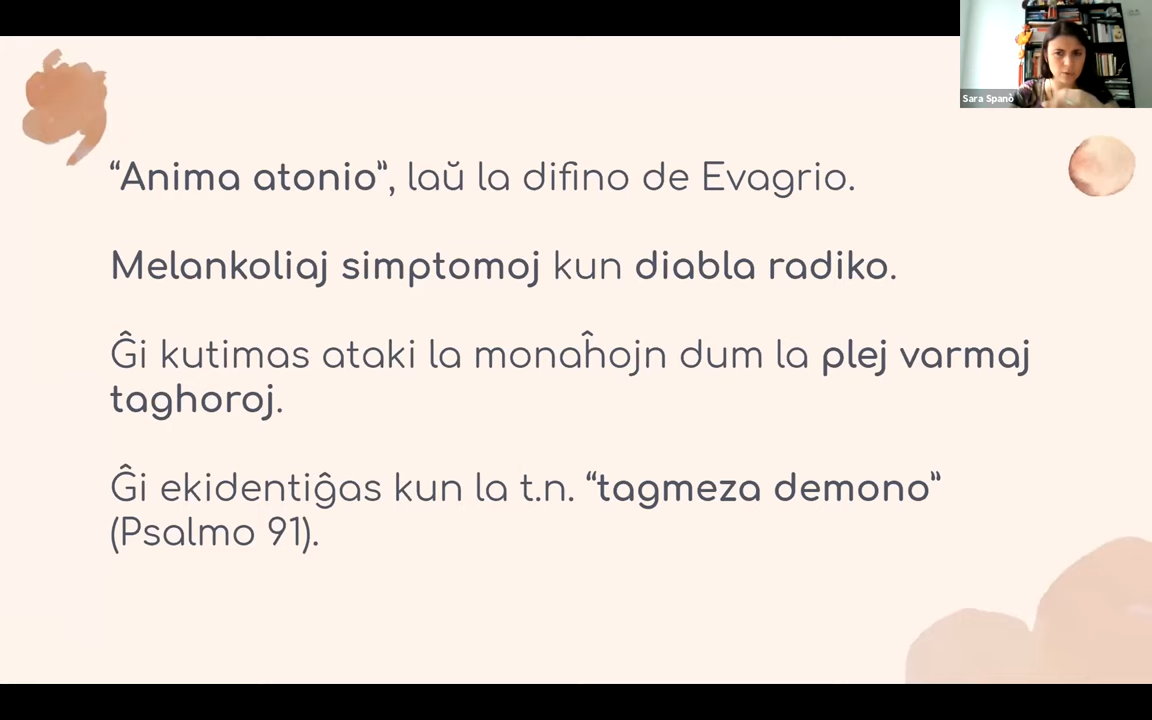 Sara Spanò
“Anima atonio”, laŭ la difino de Evagrio.
Melankoliaj simptomoj kun diabla radiko.
Ĝi kutimas ataki la monaĥojn dum la plej varmaj
taghoroj.
Ĝi ekidentiĝas kun la t.n. “tagmeza demono”
(Psalmo 91).